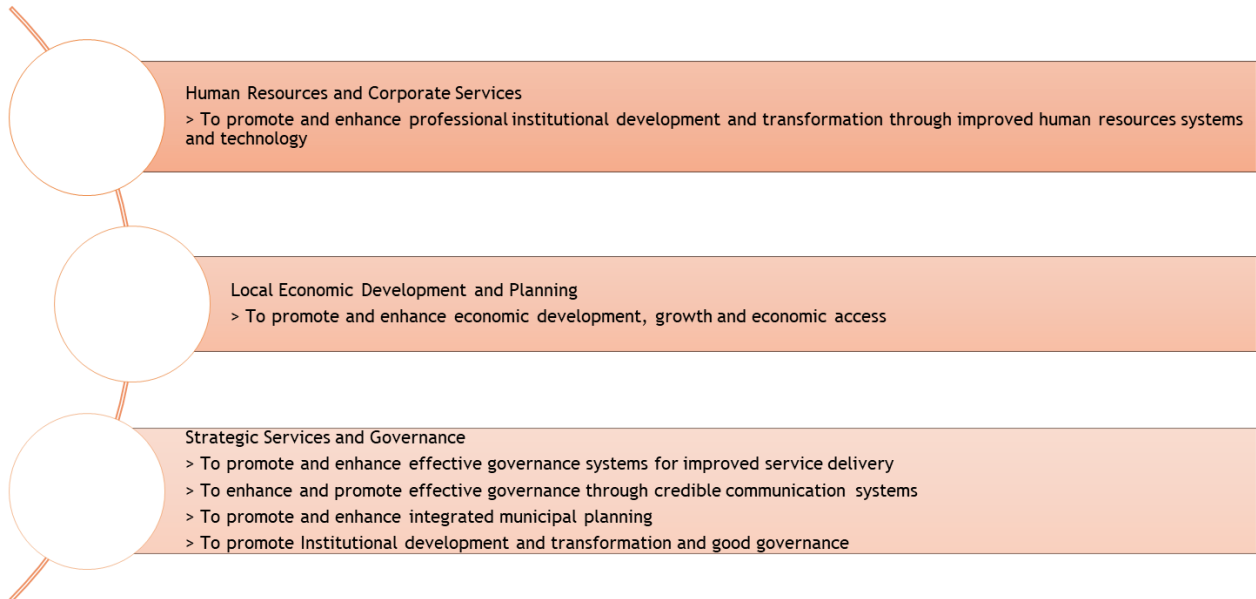 Human Resources and Corporate Services
> To promote and enhance professional institutional development and transformation through improved human resources systems
and technology
Local Economic Development and Planning
> To promote and enhance economic development, growth and economic access
Strategic Services and Governance
> To promote and enhance effective governance systems for improved service delivery
> To enhance and promote effective governance through credible communication systems
> To promote and enhance integrated municipal planning
> To promote Institutional development and transformation and good governance